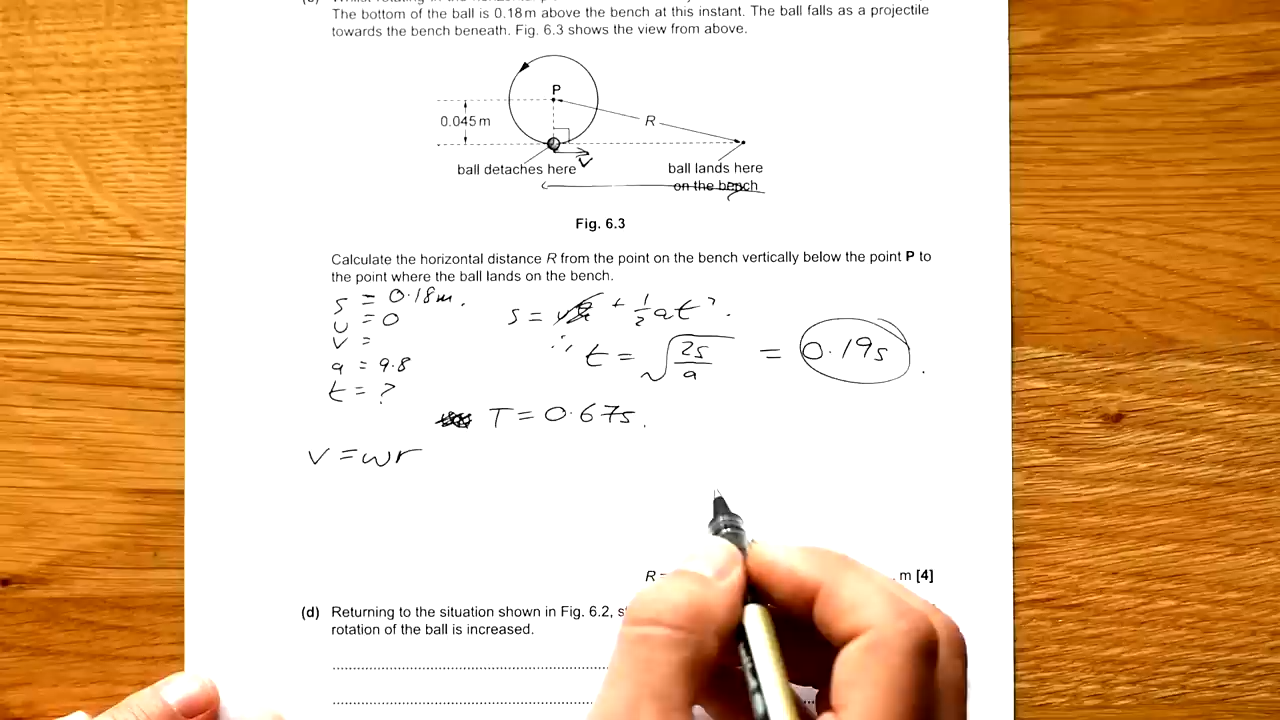 The bottom of the ball is 0.18 m above the bench at this instant. The ball falls as a projectile
towards the bench beneath. Fig. 6.3 shows the view from above.
P
0.045 m
R
V
ball detaches here
ball lands here
on the bench
Fig. 6.3
Calculate the horizontal distance R from the point on the bench vertically below the point P to
the point where the ball lands on the bench.
s = 0.18m.
u = 0
v =
a = 9.8
t = ?
s = ut + 1/2 at².
∴ t = √(2s/a) = 0.19s.
T = 0.67s.
v = ωr
R =
m [4]
(d) Returning to the situation shown in Fig. 6.2,
rotation of the ball is increased.